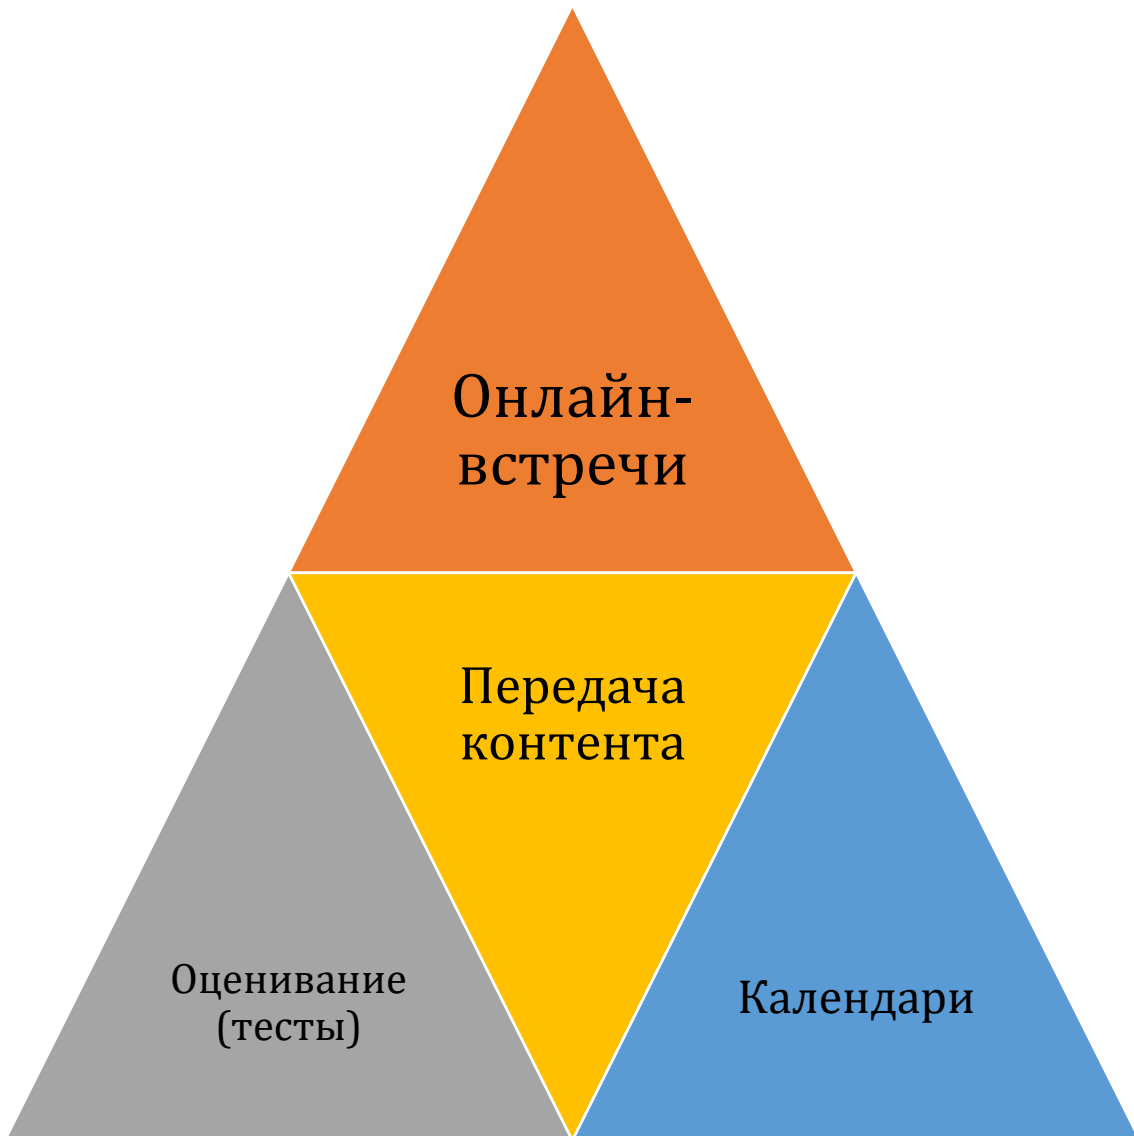 Онлайн-
встречи
Передача
контента
Оценивание
(тесты)
Календари